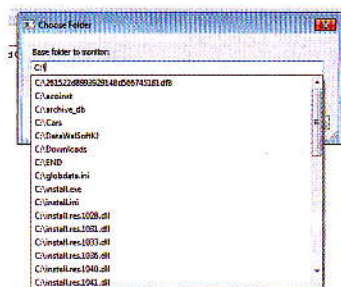 Choose Folder
Base folder to monitor:
C:\
C:\archive_db
C:\Cars
C:\Downloads
C:\END
C:\globdata.ini
C:\install.exe
C:\install.ini
C:\install.res.1028.dll
C:\install.res.1031.dll
C:\install.res.1033.dll
C:\install.res.1036.dll
C:\install.res.1040.dll
C:\install.res.1041.dll